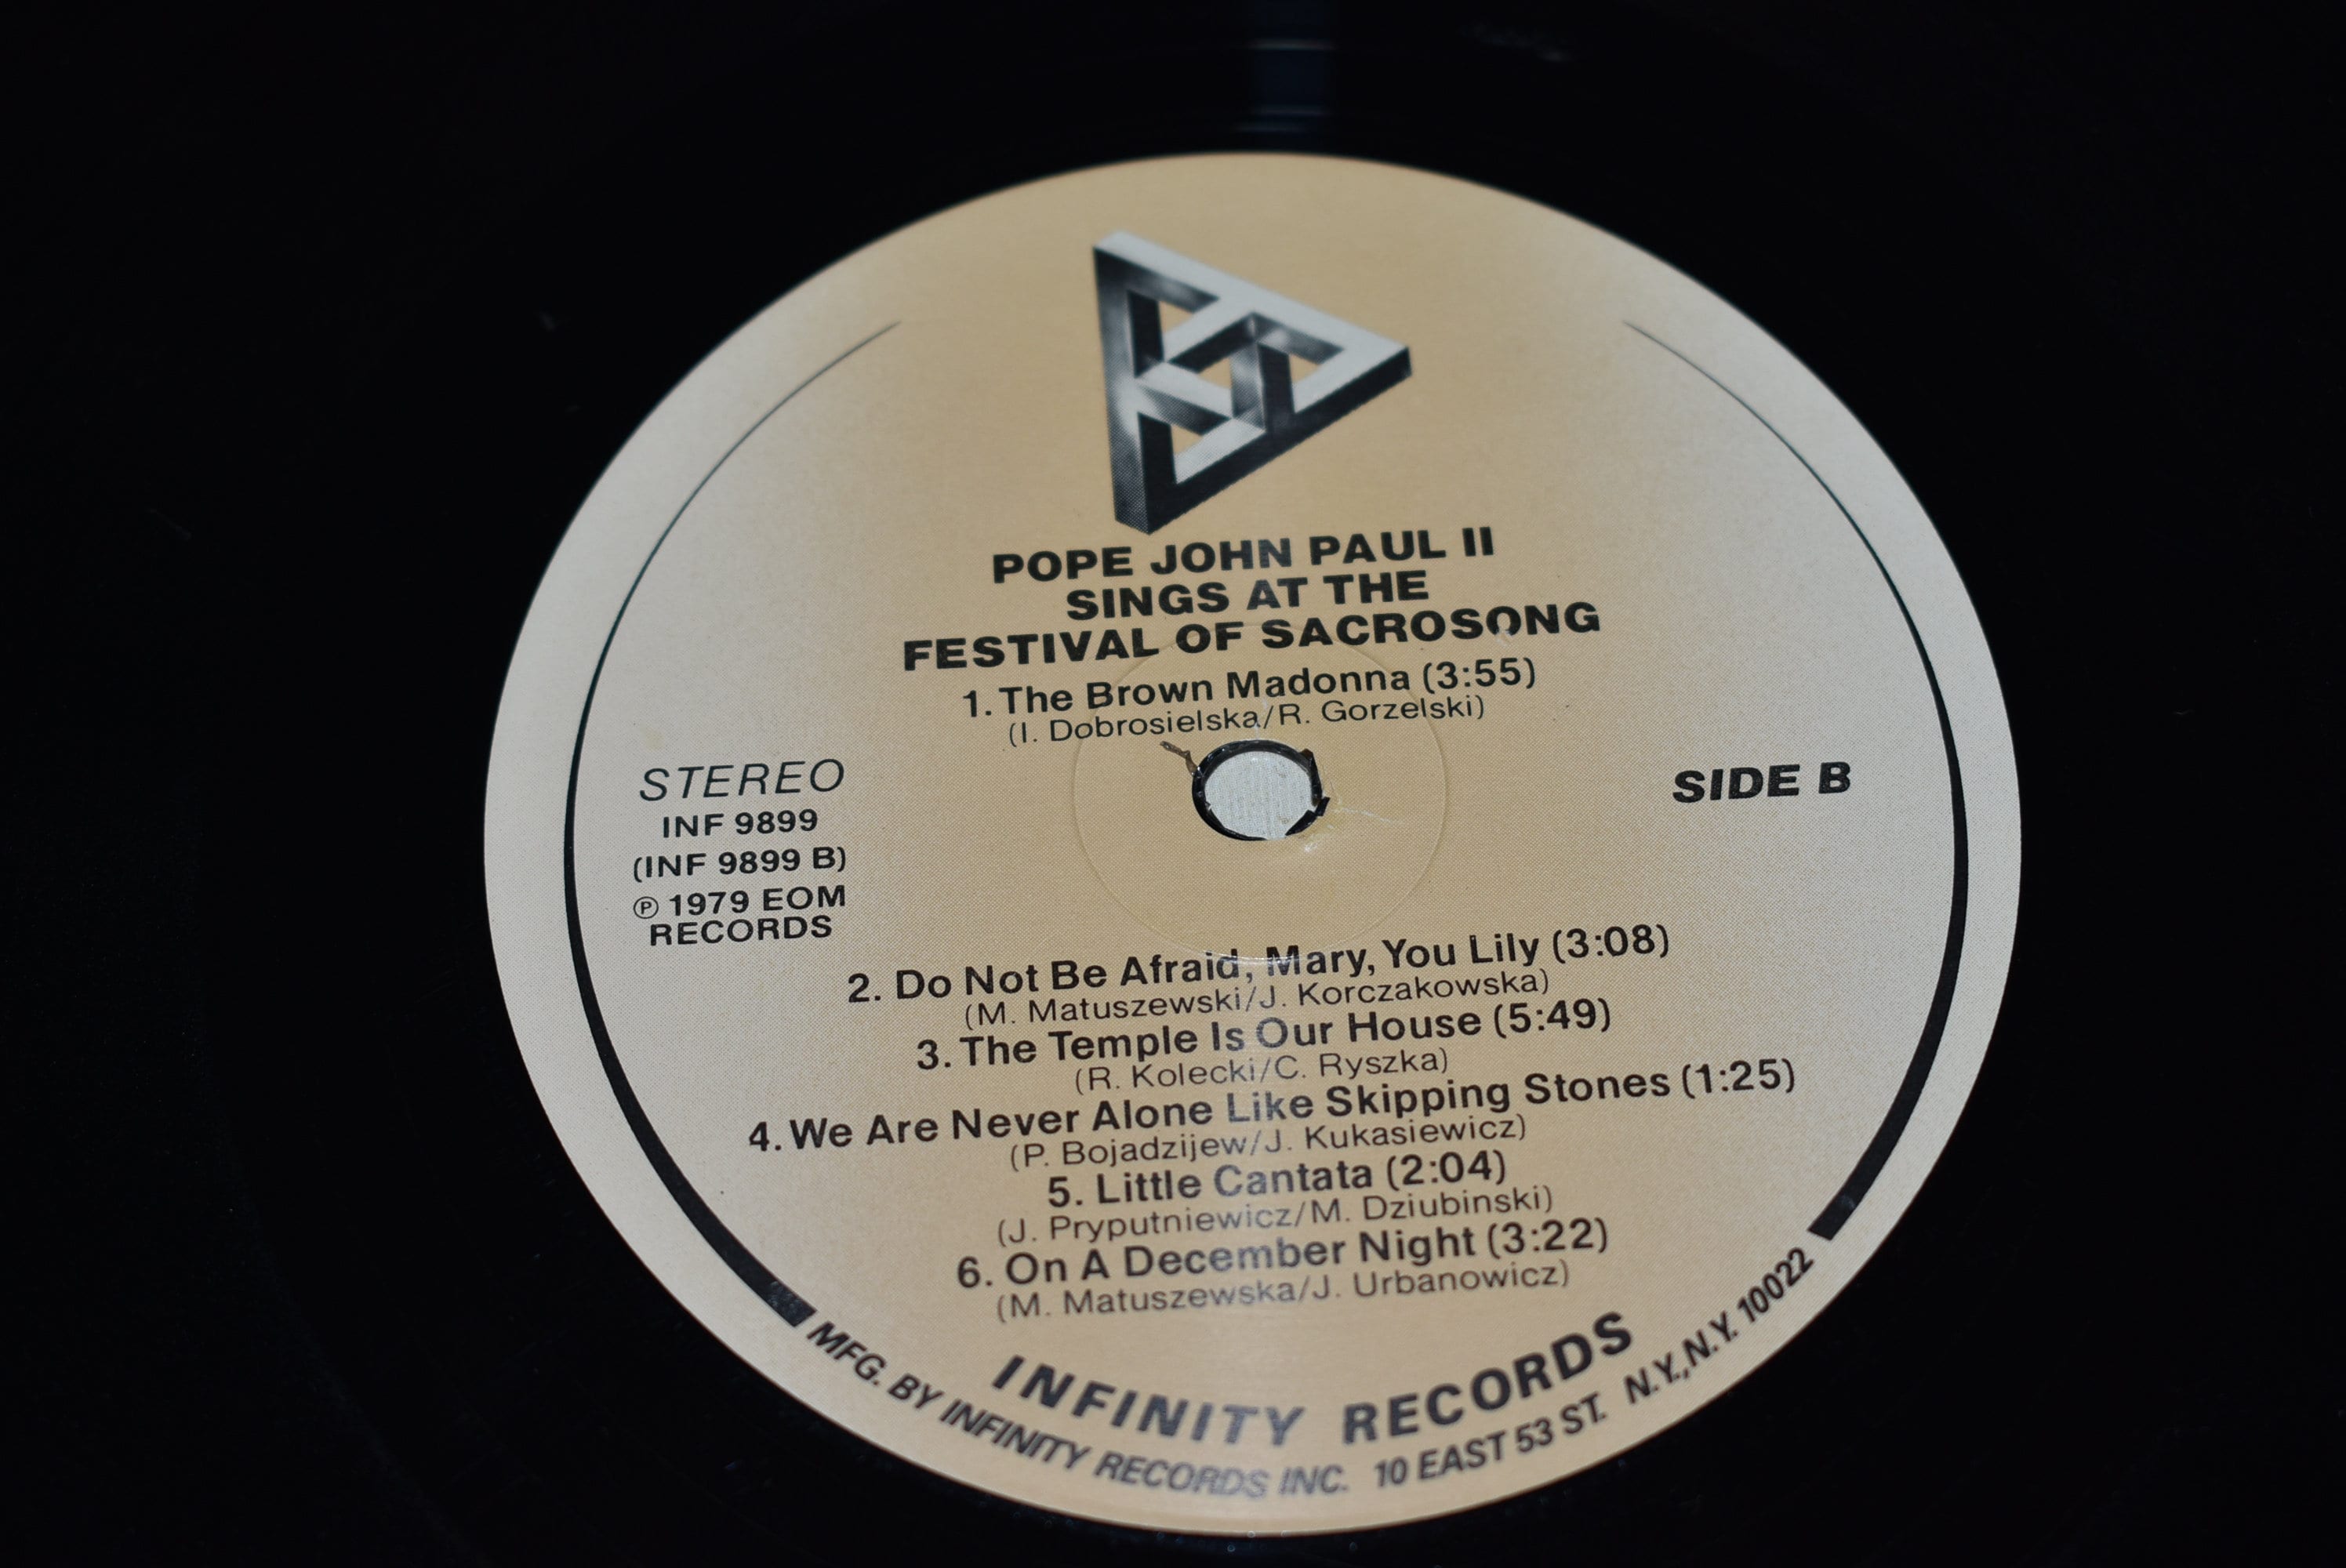 POPE JOHN PAUL II
SINGS AT THE
FESTIVAL OF SACROSONG
1. The Brown Madonna (3:55)
(I. Dobrosielska/R. Gorzelski)
STEREO
INF 9899
(INF 9899 B)
℗ 1979 EOM
RECORDS
SIDE B
2. Do Not Be Afraid, Mary, You Lily (3:08)
(M. Matuszewski/J. Korczakowska)
3. The Temple Is Our House (5:49)
(R. Kolecki/C. Ryszka)
4. We Are Never Alone Like Skipping Stones (1:25)
(P. Bojadzijew/J. Kukasiewicz)
5. Little Cantata (2:04)
(J. Pryputniewicz/M. Dziubinski)
6. On A December Night (3:22)
(M. Matuszewska/J. Urbanowicz)
INFINITY RECORDS
MFG. BY INFINITY RECORDS INC. 10 EAST 53 ST. N.Y., N.Y. 10022